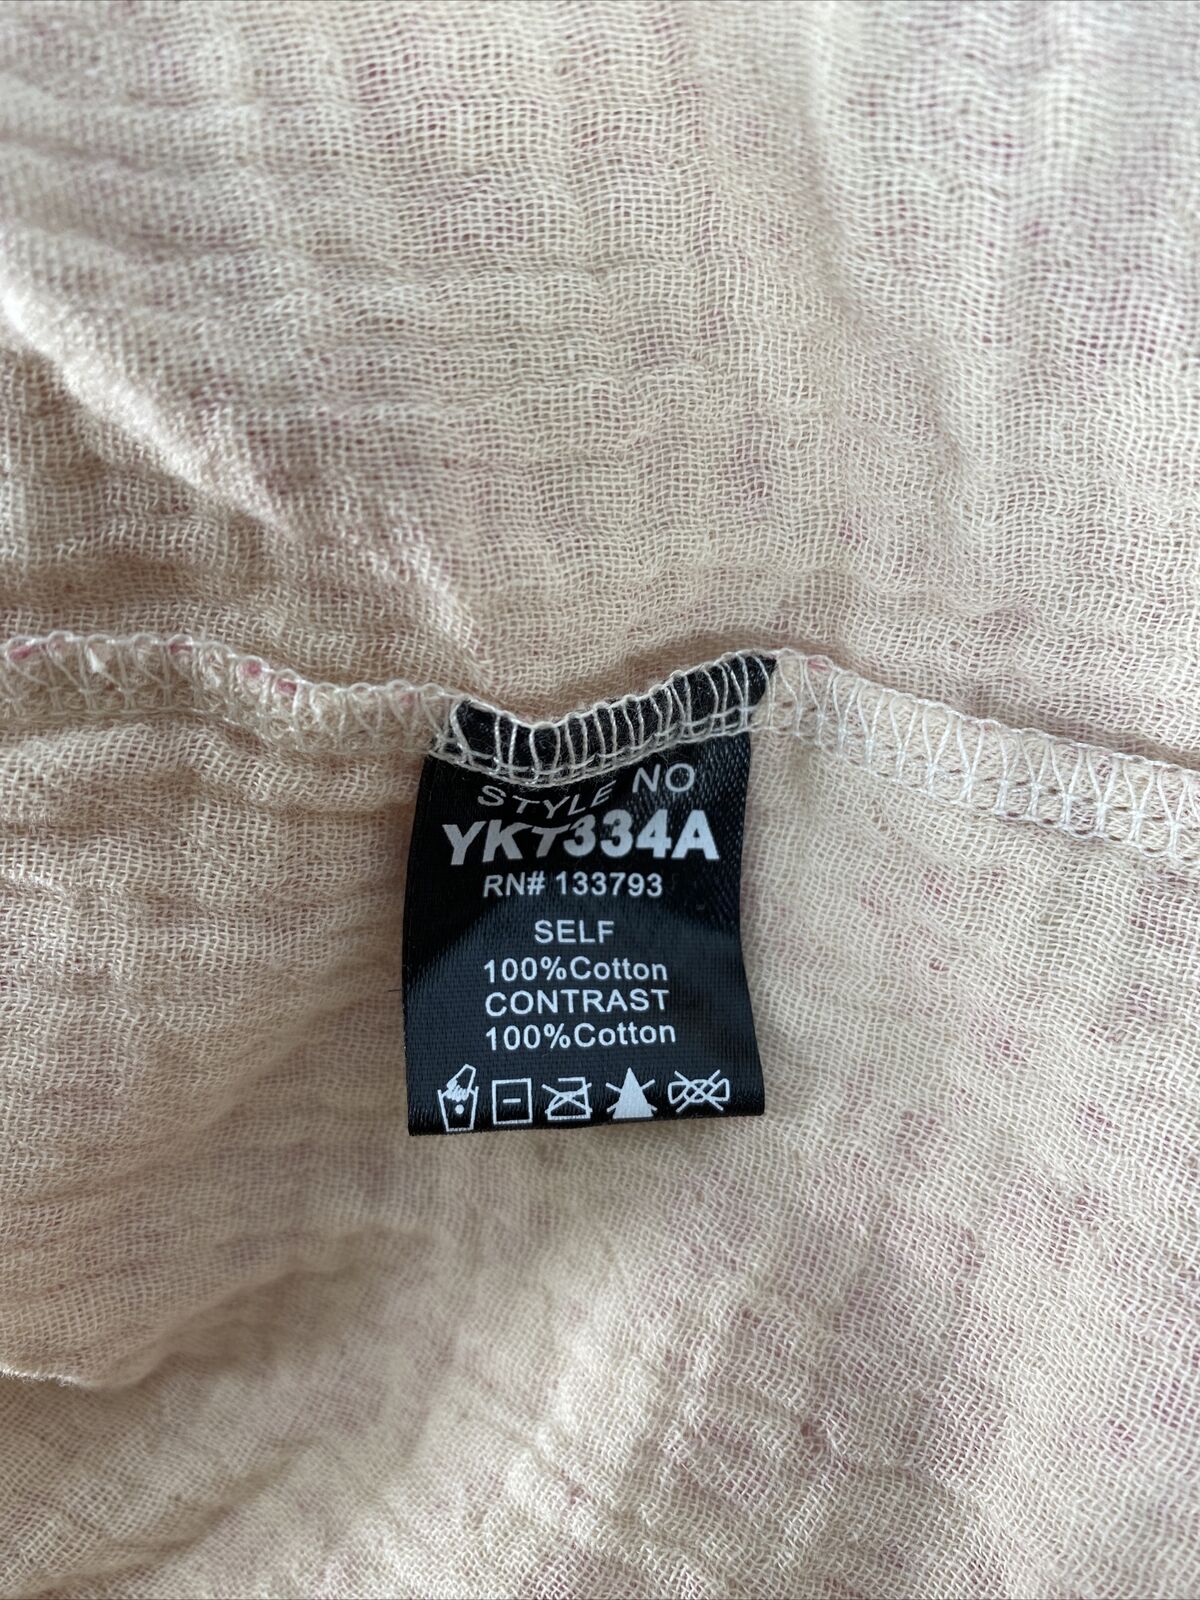 STYLE NO
YKT334A
RN# 133793
SELF
100%Cotton
CONTRAST
100%Cotton